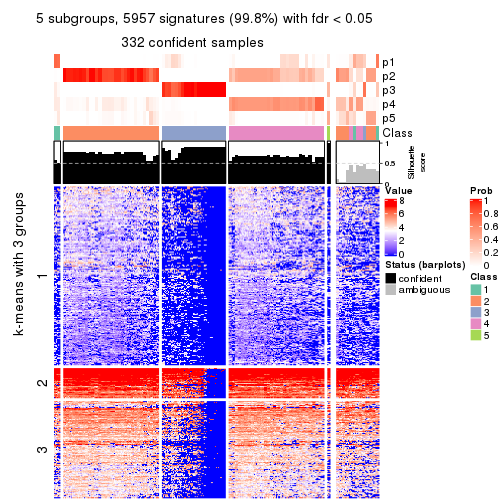 5 subgroups, 5957 signatures (99.8%) with fdr < 0.05
332 confident samples
p1
p2
p3
p4
p5
Class
1
0.5
0
Silhouette
score
k-means with 3 groups
1
2
3
Value
8
6
4
2
0
Status (barplots)
confident
ambiguous
Prob
1
0.8
0.6
0.4
0.2
0
Class
1
2
3
4
5